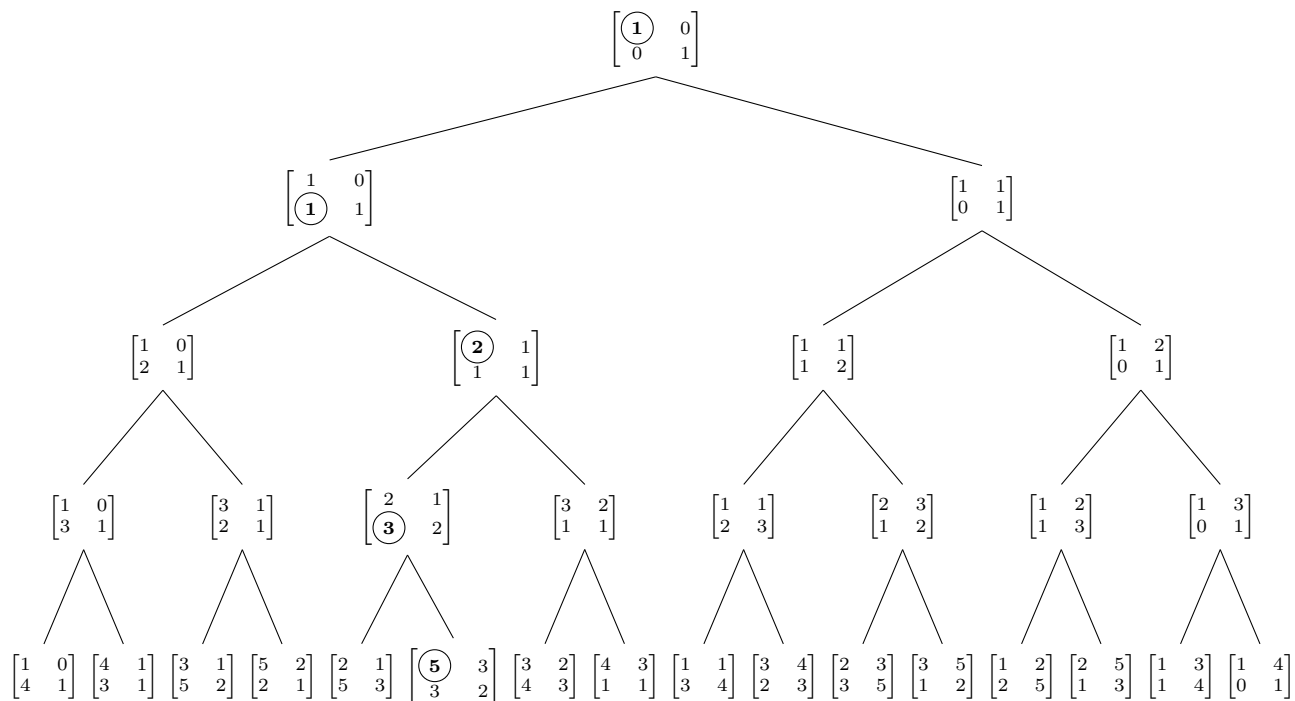 [1 0]
[0 1]
[1 0] [1 1]
[1 1] [0 1]
[1 0] [2 1] [1 1] [1 2]
[2 1] [1 1] [1 2] [0 1]
[1 0] [3 1] [2 1] [3 2] [1 1] [2 3] [1 2] [1 3]
[3 1] [2 1] [3 2] [1 1] [2 3] [1 2] [1 3] [0 1]
[1 0] [4 1] [3 1] [5 2] [2 1] [5 3] [3 2] [4 3] [1 1] [3 4] [2 3] [3 5] [1 2] [2 5] [1 3] [1 4]
[4 1] [3 1] [5 2] [2 1] [5 3] [3 2] [4 3] [1 1] [3 4] [2 3] [3 5] [1 2] [2 5] [1 3] [1 4] [0 1]